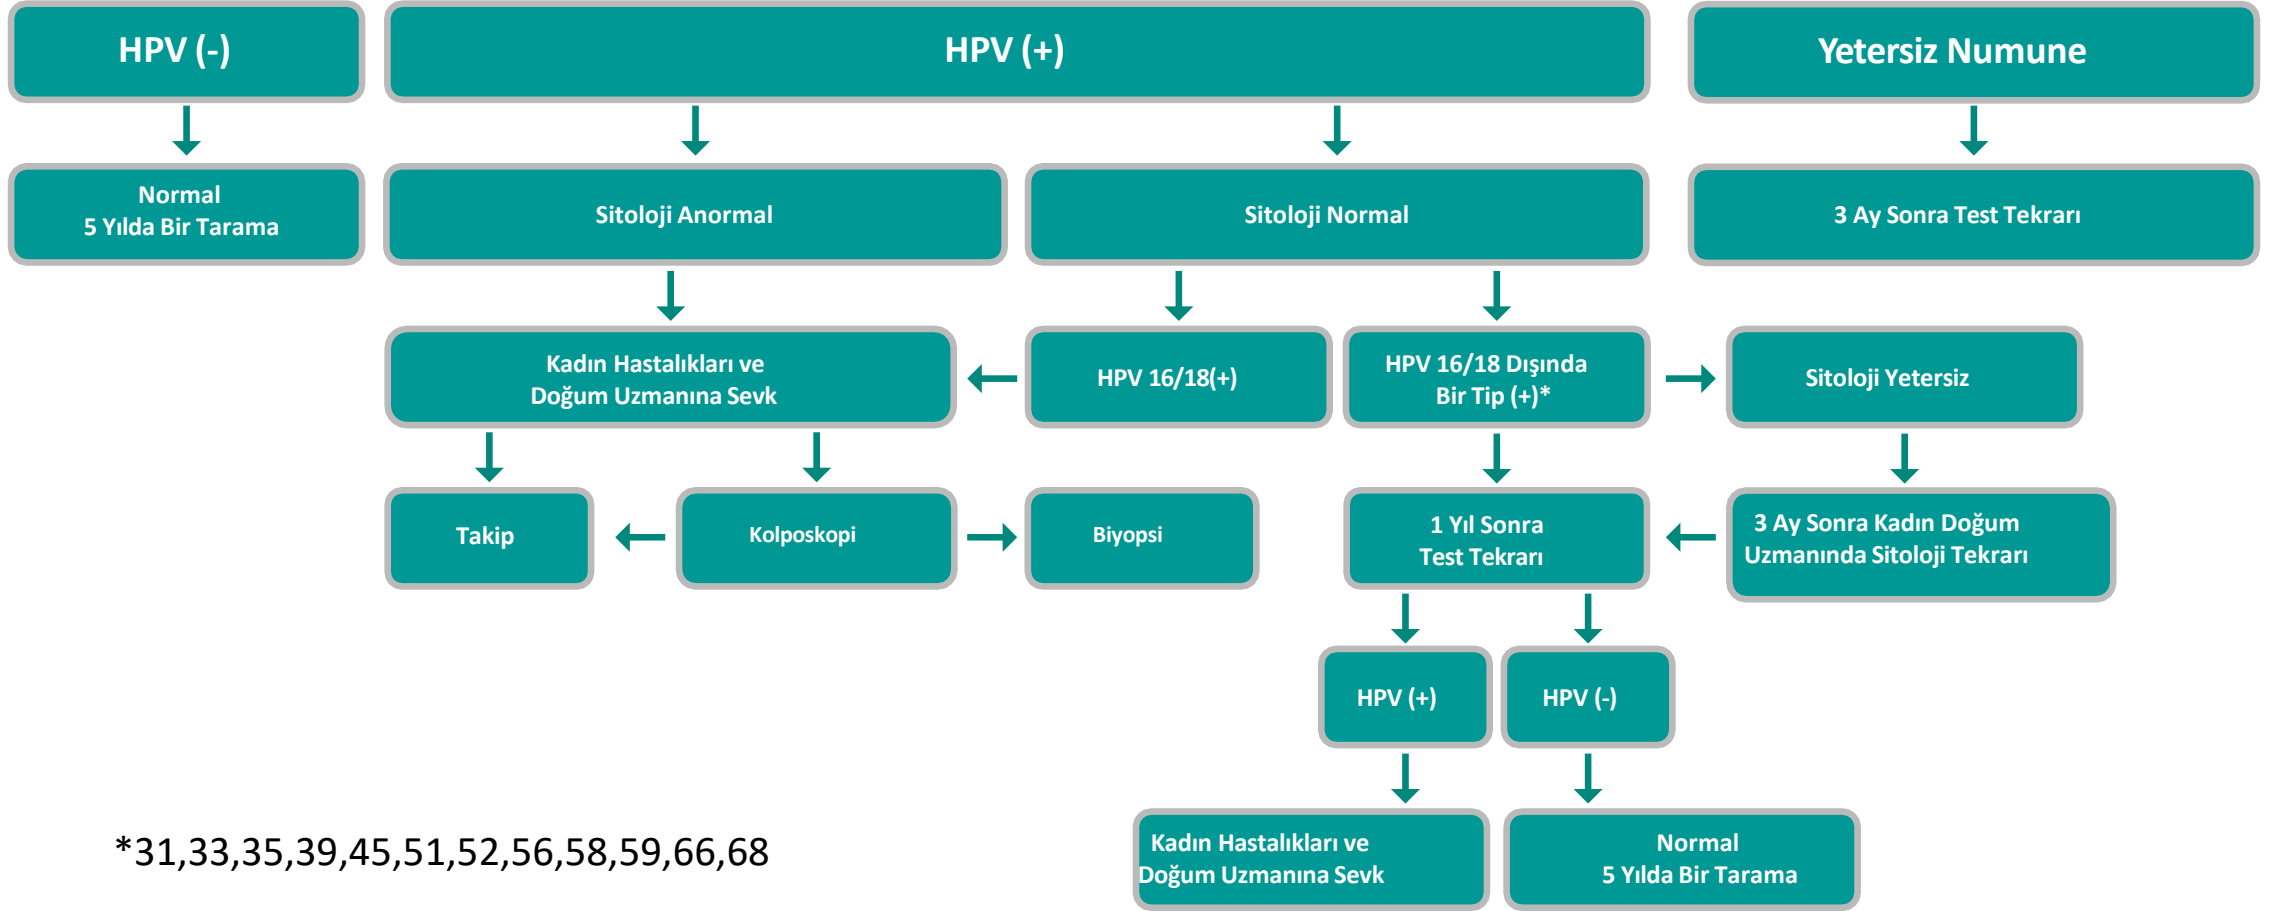 HPV (-)
HPV (+)
Yetersiz Numune
Normal
5 Yılda Bir Tarama
Sitoloji Anormal
Sitoloji Normal
3 Ay Sonra Test Tekrarı
Kadın Hastalıkları ve
Doğum Uzmanına Sevk
HPV 16/18(+)
HPV 16/18 Dışında
Bir Tip (+)*
Sitoloji Yetersiz
Takip
Kolposkopi
Biyopsi
1 Yıl Sonra
Test Tekrarı
3 Ay Sonra Kadın Doğum
Uzmanında Sitoloji Tekrarı
HPV (+)
HPV (-)
Kadın Hastalıkları ve
Doğum Uzmanına Sevk
Normal
5 Yılda Bir Tarama
*31,33,35,39,45,51,52,56,58,59,66,68